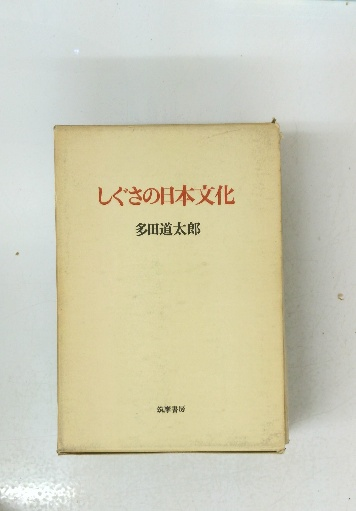 しぐさの日本文化
多田道太郎
筑摩書房